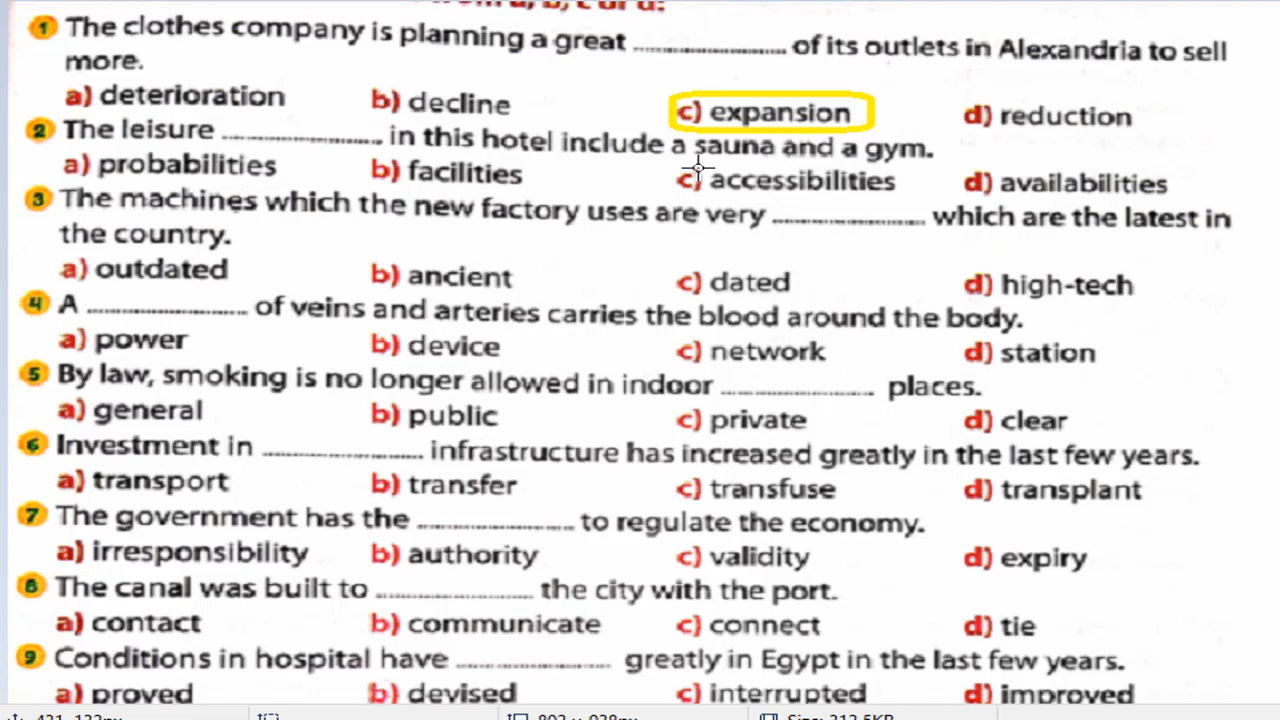 from a, b, c or d:
1 The clothes company is planning a great .................... of its outlets in Alexandria to sell
more.
a) deterioration b) decline c) expansion d) reduction
2 The leisure .................... in this hotel include a sauna and a gym.
a) probabilities b) facilities c) accessibilities d) availabilities
3 The machines which the new factory uses are very .................... which are the latest in
the country.
a) outdated b) ancient c) dated d) high-tech
4 A .................... of veins and arteries carries the blood around the body.
a) power b) device c) network d) station
5 By law, smoking is no longer allowed in indoor .................... places.
a) general b) public c) private d) clear
6 Investment in .................... infrastructure has increased greatly in the last few years.
a) transport b) transfer c) transfuse d) transplant
7 The government has the .................... to regulate the economy.
a) irresponsibility b) authority c) validity d) expiry
8 The canal was built to .................... the city with the port.
a) contact b) communicate c) connect d) tie
9 Conditions in hospital have .................... greatly in Egypt in the last few years.
a) proved b) devised c) interrupted d) improved